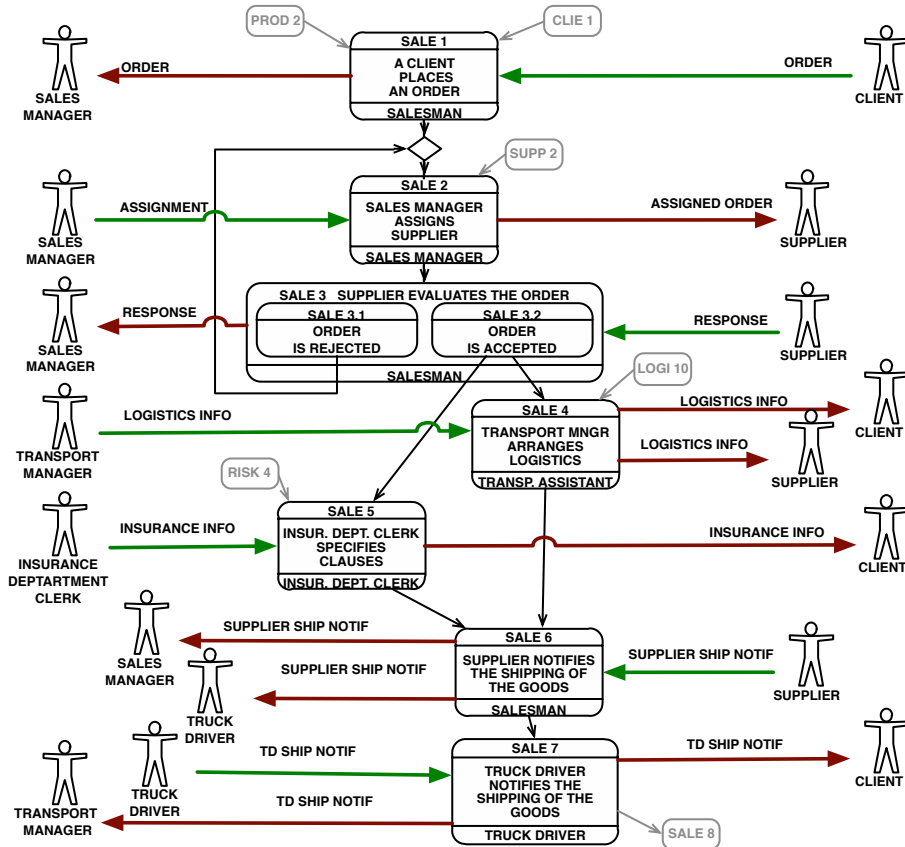 PROD 2
CLIE 1
SALE 1
A CLIENT
PLACES
AN ORDER
SALESMAN
ORDER
ORDER
SALES
MANAGER
CLIENT
SUPP 2
SALE 2
SALES MANAGER
ASSIGNS
SUPPLIER
SALES MANAGER
ASSIGNMENT
ASSIGNED ORDER
SALES
MANAGER
SUPPLIER
SALE 3 SUPPLIER EVALUATES THE ORDER
SALE 3.1
ORDER
IS REJECTED
SALE 3.2
ORDER
IS ACCEPTED
SALESMAN
RESPONSE
RESPONSE
SALES
MANAGER
SUPPLIER
LOGI 10
SALE 4
TRANSPORT MNGR
ARRANGES
LOGISTICS
TRANSP. ASSISTANT
LOGISTICS INFO
LOGISTICS INFO
LOGISTICS INFO
TRANSPORT
MANAGER
CLIENT
SUPPLIER
RISK 4
SALE 5
INSUR. DEPT. CLERK
SPECIFIES
CLAUSES
INSUR. DEPT. CLERK
INSURANCE INFO
INSURANCE INFO
INSURANCE
DEPTARTMENT
CLERK
CLIENT
SALE 6
SUPPLIER NOTIFIES
THE SHIPPING OF
THE GOODS
SALESMAN
SUPPLIER SHIP NOTIF
SUPPLIER SHIP NOTIF
SUPPLIER SHIP NOTIF
SALES
MANAGER
TRUCK
DRIVER
SUPPLIER
SALE 7
TRUCK DRIVER
NOTIFIES THE
SHIPPING OF THE
GOODS
TRUCK DRIVER
TD SHIP NOTIF
TD SHIP NOTIF
TD SHIP NOTIF
TRUCK
DRIVER
TRANSPORT
MANAGER
CLIENT
SALE 8